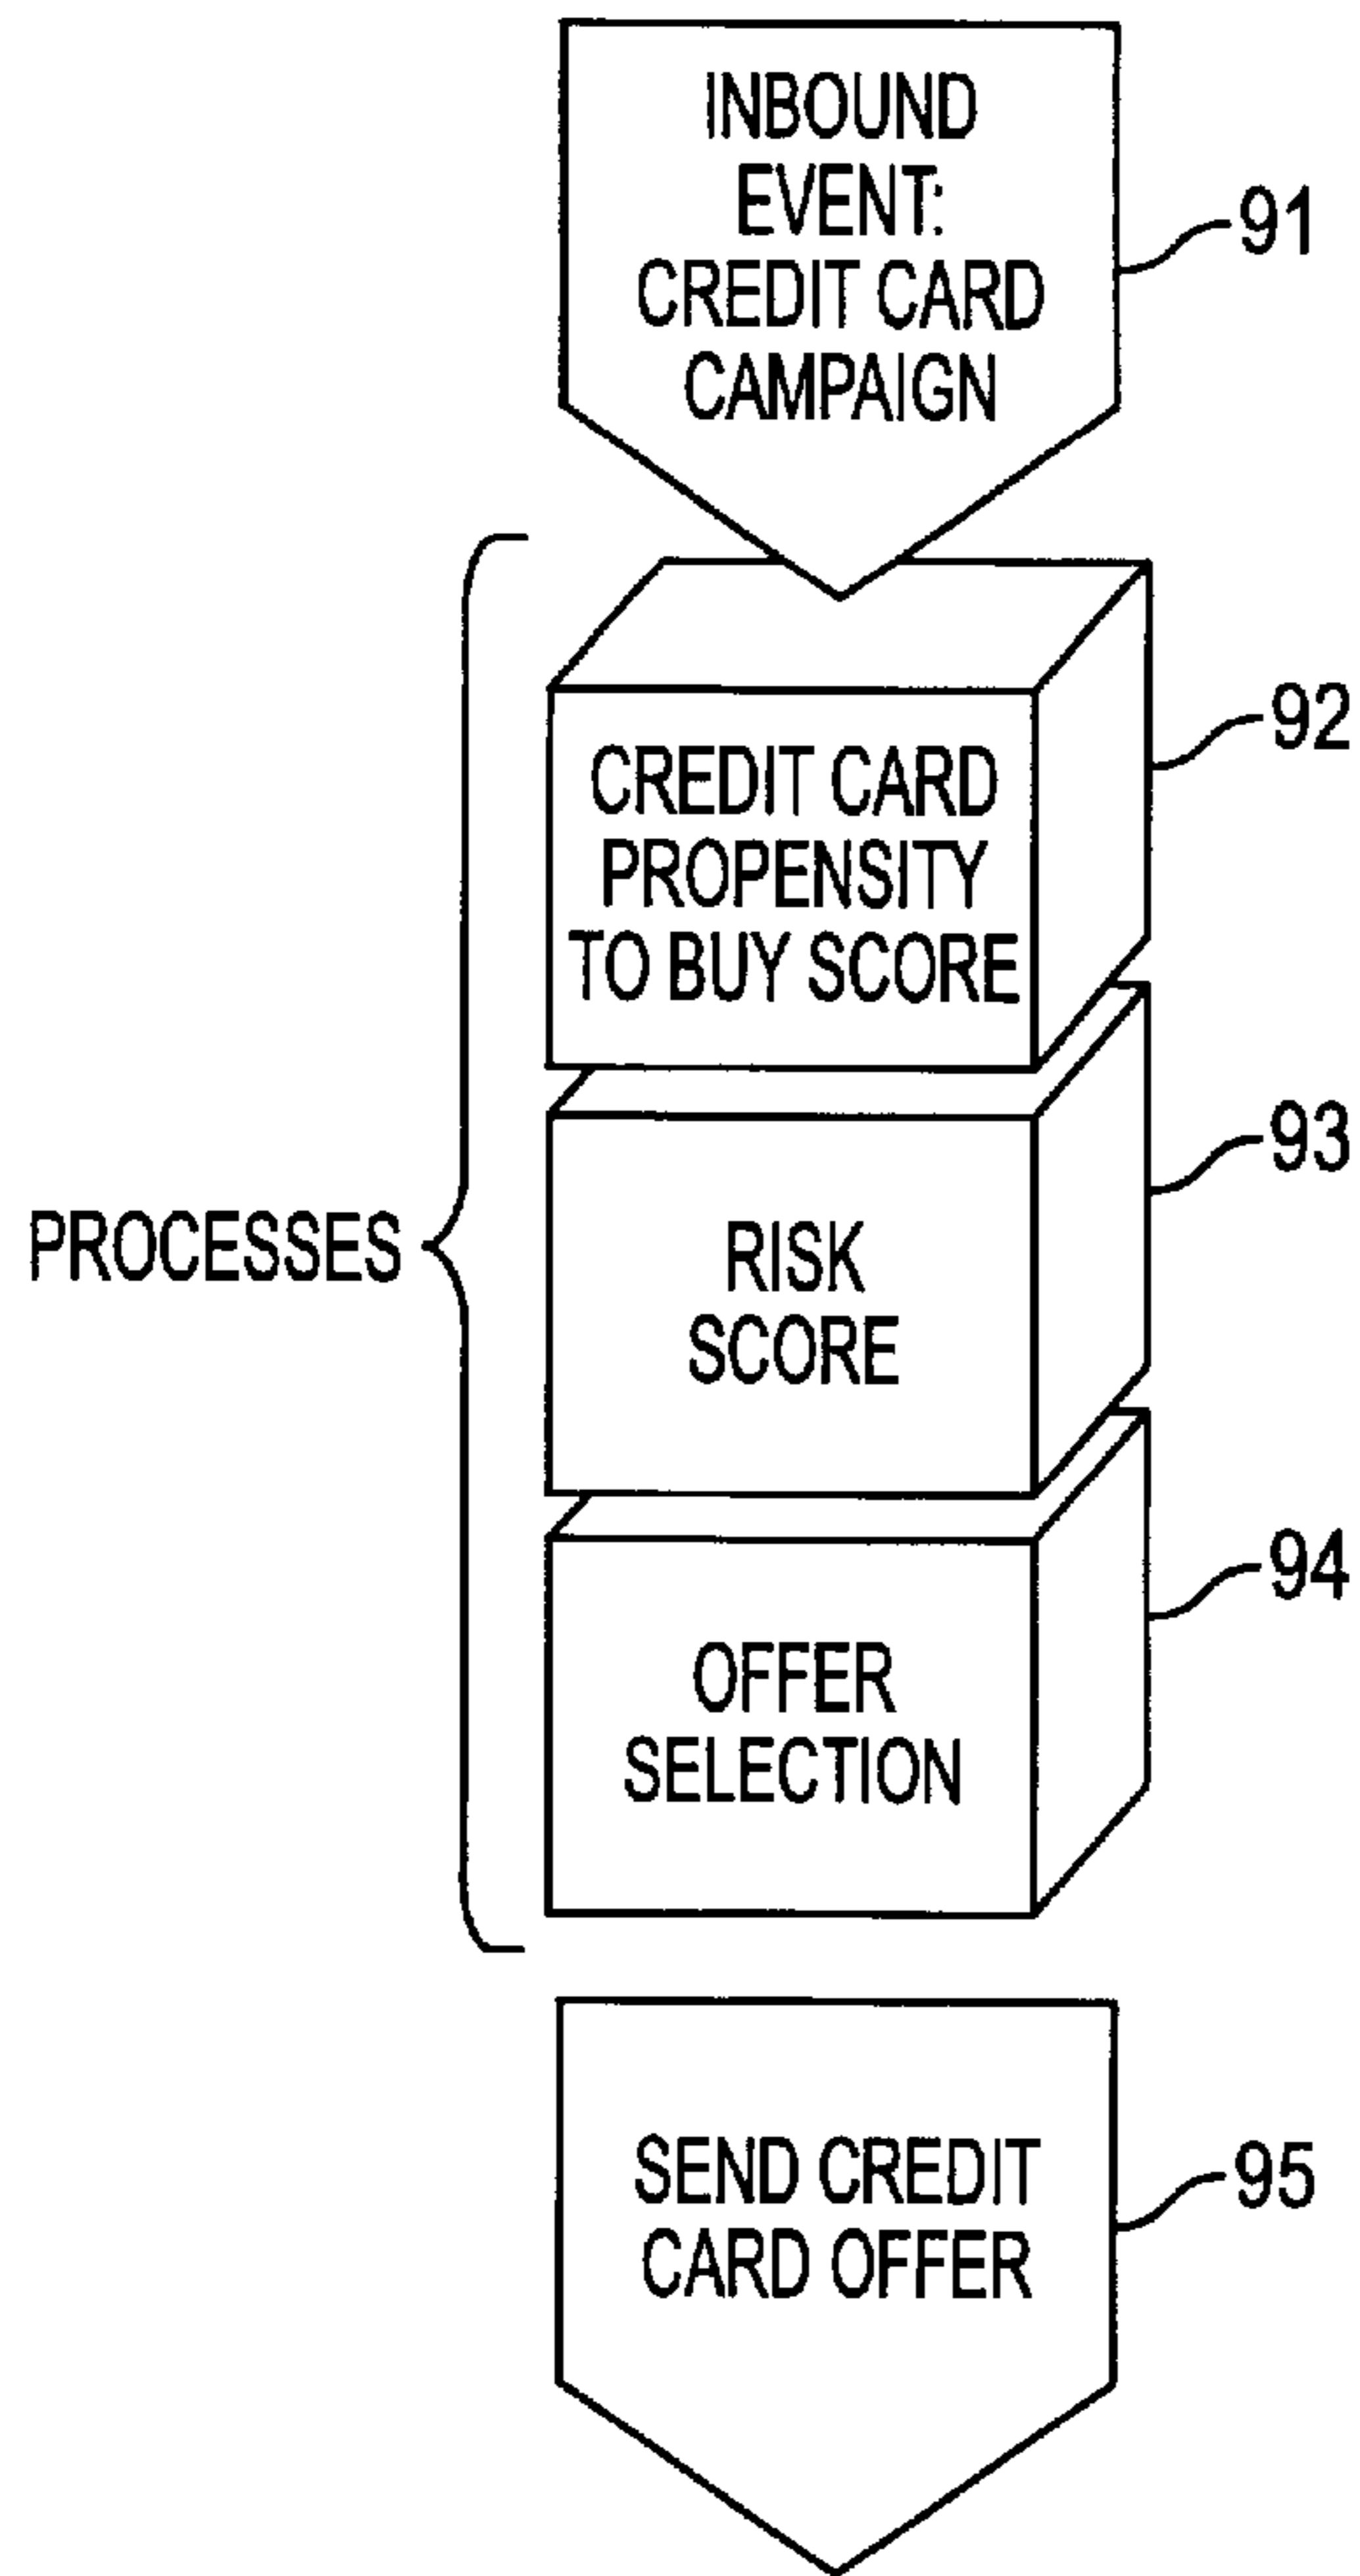 INBOUND
EVENT:
CREDIT CARD
CAMPAIGN
91
CREDIT CARD
PROPENSITY
TO BUY SCORE
92
PROCESSES
RISK
SCORE
93
OFFER
SELECTION
94
SEND CREDIT
CARD OFFER
95